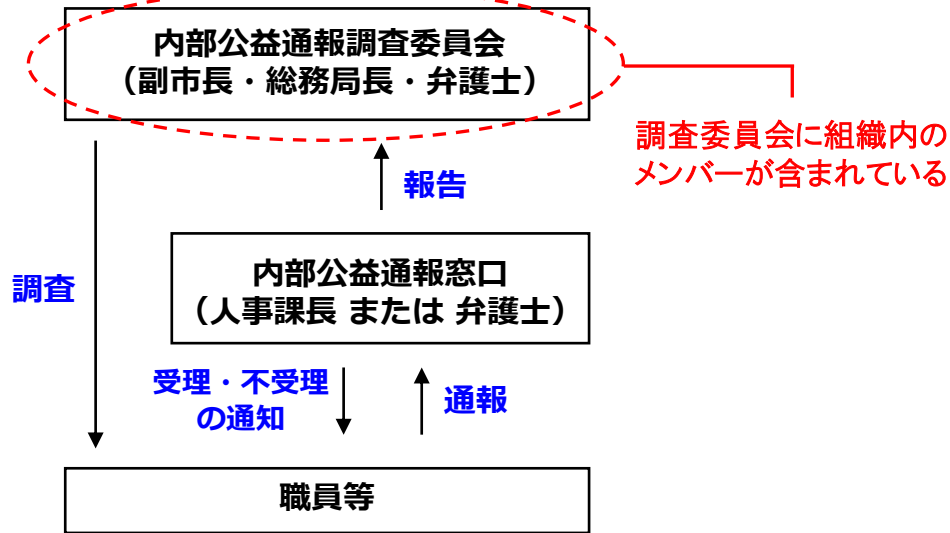 内部公益通報調査委員会
（副市長・総務局長・弁護士）
調査委員会に組織内の
メンバーが含まれている
報告
内部公益通報窓口
（人事課長 または 弁護士）
調査
受理・不受理
の通知
通報
職員等